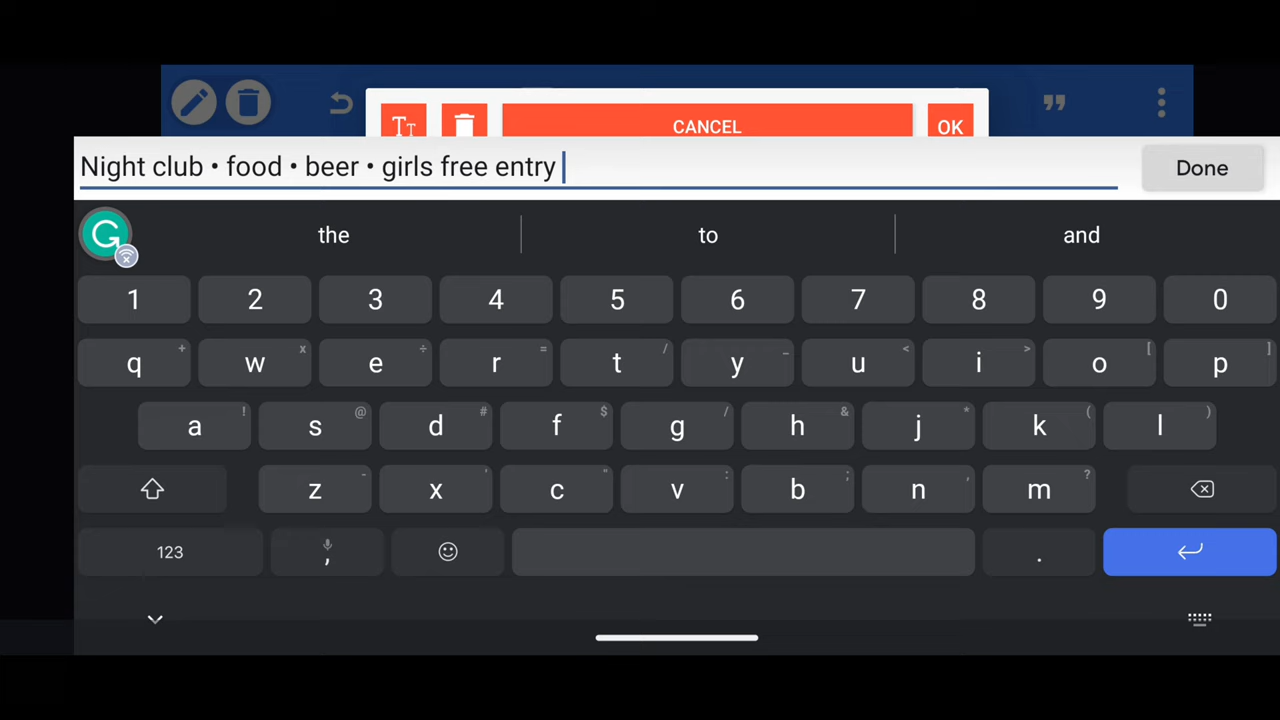 Tт
CANCEL
OK
Night club • food • beer • girls free entry
Done
the
to
and
1 2 3 4 5 6 7 8 9 0
q + w x e ÷ r = t / y _ u < i > o [ p ]
a ! s @ d # f $ g / h & j * k ( l )
z - x ' c " v : b ; n , m ?
123 , .